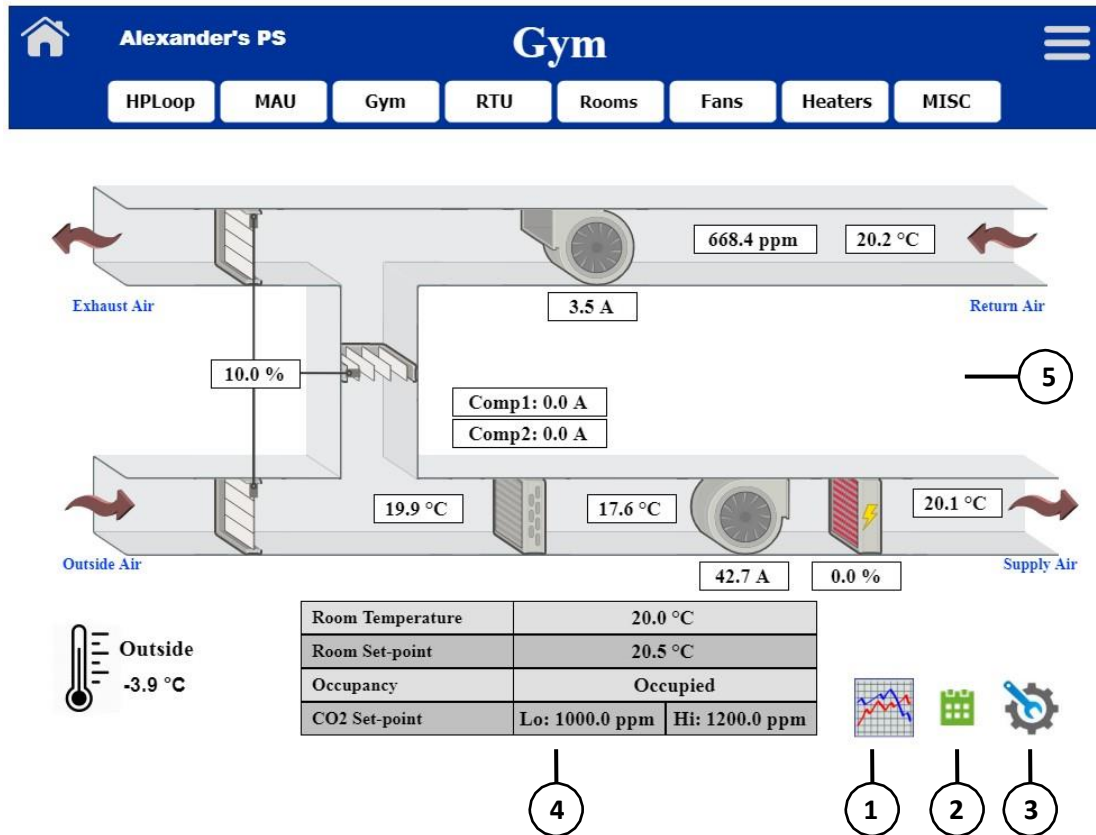 Alexander's PS
Gym
HPLoop MAU Gym RTU Rooms Fans Heaters MISC
668.4 ppm 20.2 °C
Exhaust Air
3.5 A
Return Air
10.0 %
5
Comp1: 0.0 A
Comp2: 0.0 A
19.9 °C 17.6 °C 20.1 °C
Outside Air
42.7 A 0.0 %
Supply Air
Outside
-3.9 °C
Room Temperature 20.0 °C
Room Set-point 20.5 °C
Occupancy Occupied
CO2 Set-point Lo: 1000.0 ppm Hi: 1200.0 ppm
4 1 2 3